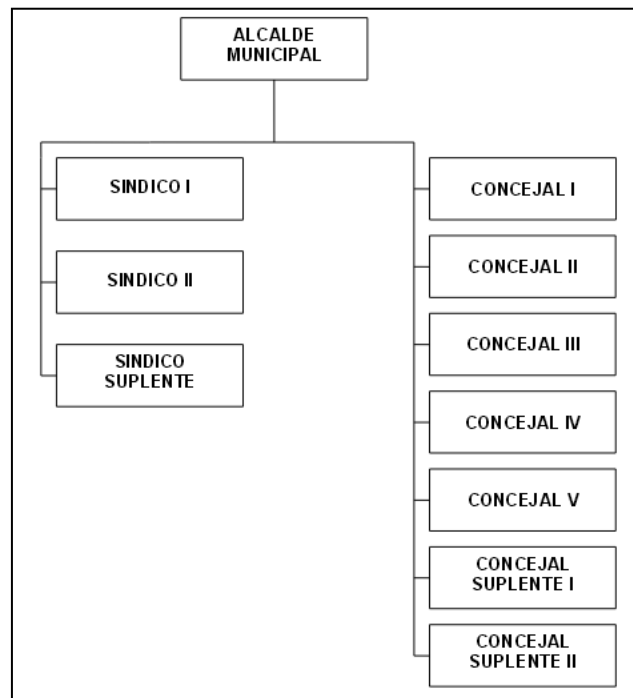 ALCALDE
MUNICIPAL
SINDICO I
SINDICO II
SINDICO
SUPLENTE
CONCEJAL I
CONCEJAL II
CONCEJAL III
CONCEJAL IV
CONCEJAL V
CONCEJAL
SUPLENTE I
CONCEJAL
SUPLENTE II